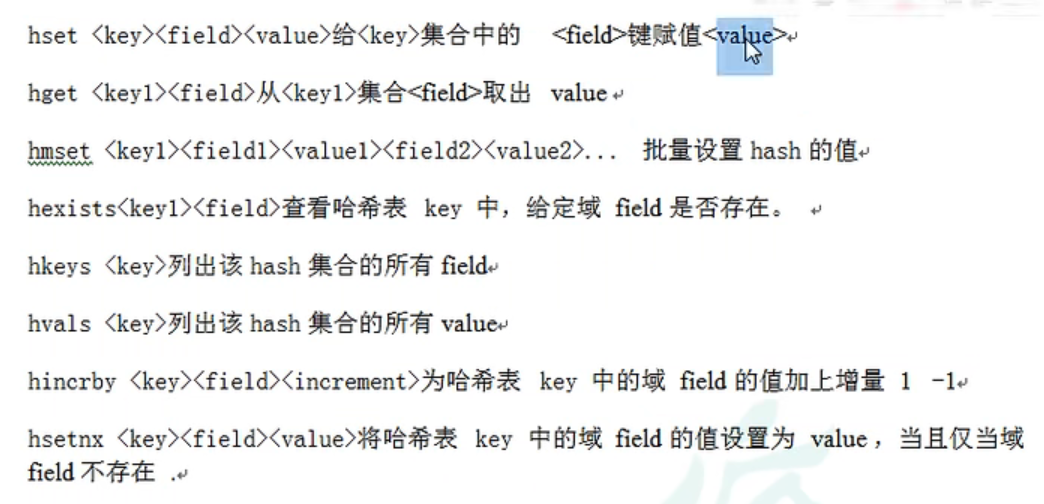 hset <key><field><value>给<key>集合中的 <field>键赋值<value>
hget <key1><field>从<key1>集合<field>取出 value
hmset <key1><field1><value1><field2><value2>... 批量设置 hash 的值
hexists<key1><field>查看哈希表 key 中，给定域 field 是否存在。
hkeys <key>列出该 hash 集合的所有 field
hvals <key>列出该 hash 集合的所有 value
hincrby <key><field><increment>为哈希表 key 中的域 field 的值加上增量 1 -1
hsetnx <key><field><value>将哈希表 key 中的域 field 的值设置为 value ，当且仅当域
field 不存在 .